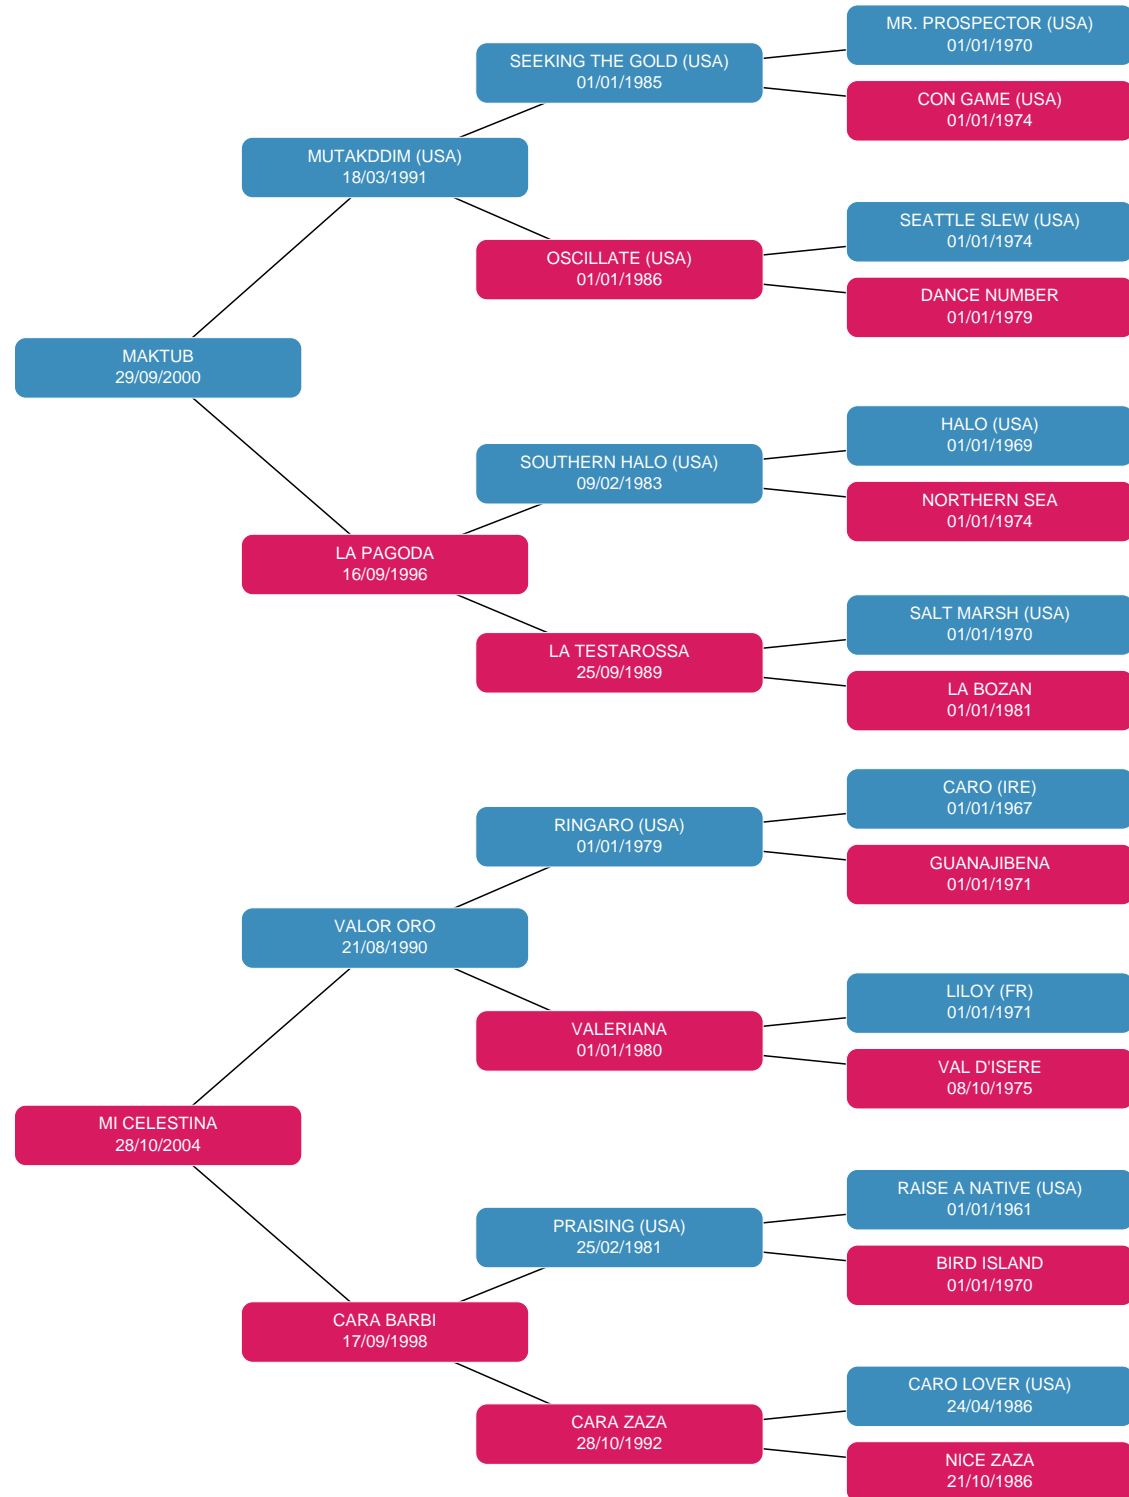 MR. PROSPECTOR (USA)
01/01/1970
SEEKING THE GOLD (USA)
01/01/1985
CON GAME (USA)
01/01/1974
MUTAKDDIM (USA)
18/03/1991
SEATTLE SLEW (USA)
01/01/1974
OSCILLATE (USA)
01/01/1986
DANCE NUMBER
01/01/1979
MAKTUB
29/09/2000
HALO (USA)
01/01/1969
SOUTHERN HALO (USA)
09/02/1983
NORTHERN SEA
01/01/1974
LA PAGODA
16/09/1996
SALT MARSH (USA)
01/01/1970
LA TESTAROSSA
25/09/1989
LA BOZAN
01/01/1981
CARO (IRE)
01/01/1967
RINGARO (USA)
01/01/1979
GUANAJIBENA
01/01/1971
VALOR ORO
21/08/1990
LILOY (FR)
01/01/1971
VALERIANA
01/01/1980
VAL D'ISERE
08/10/1975
MI CELESTINA
28/10/2004
RAISE A NATIVE (USA)
01/01/1961
PRAISING (USA)
25/02/1981
BIRD ISLAND
01/01/1970
CARA BARBI
17/09/1998
CARO LOVER (USA)
24/04/1986
CARA ZAZA
28/10/1992
NICE ZAZA
21/10/1986